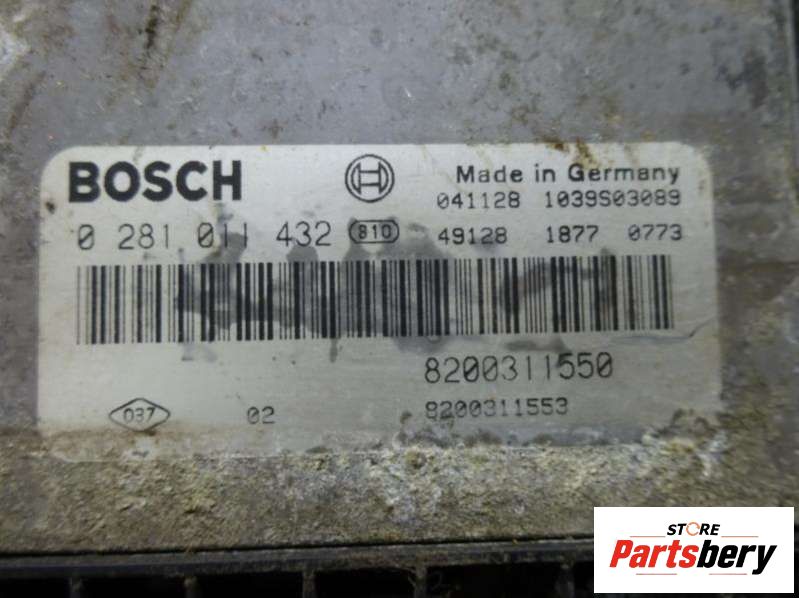 BOSCH
Made in Germany
041128 1039S03089
0 281 011 432 810 49128 1877 0773
8200311550
037 02 8200311553
STORE
Partsbery